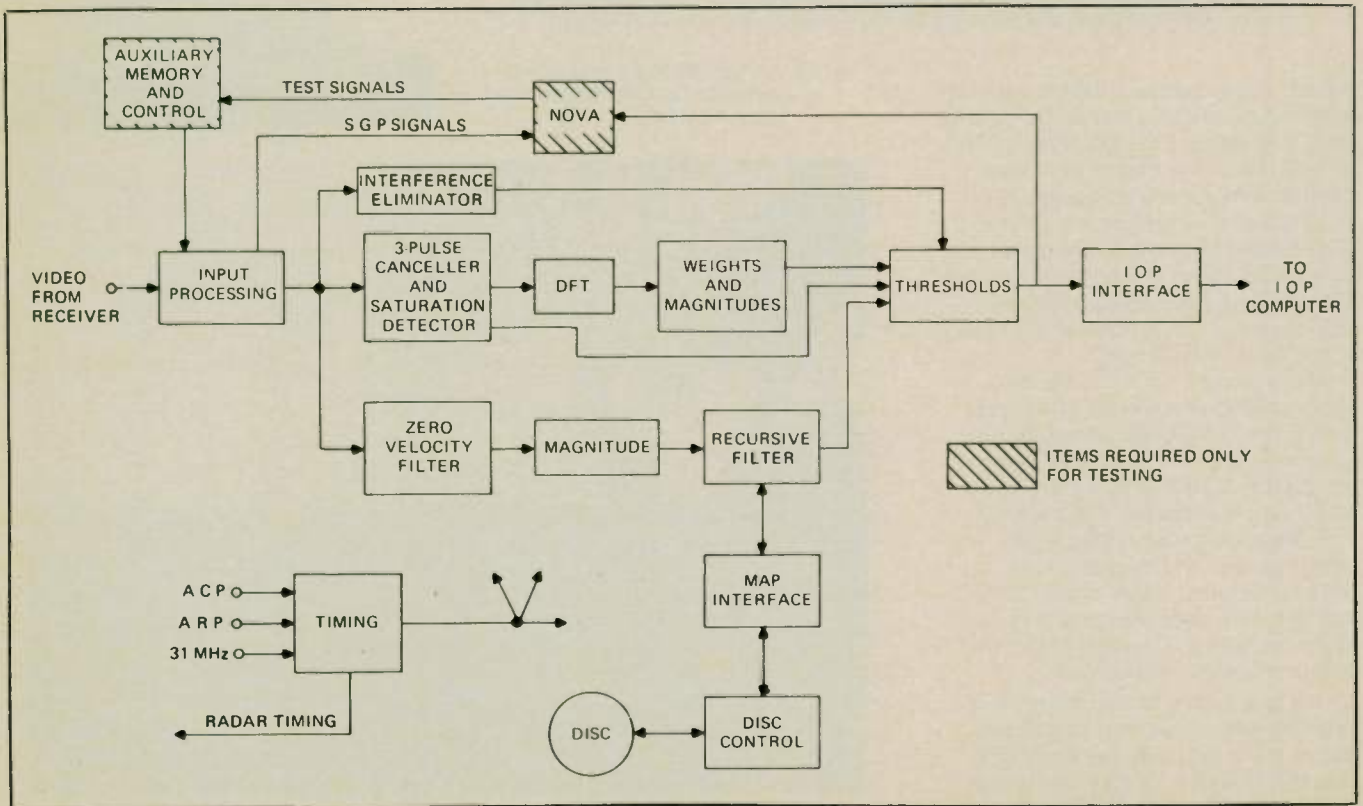 AUXILIARY
MEMORY
AND
CONTROL
TEST SIGNALS
NOVA
S G P SIGNALS
INTERFERENCE
ELIMINATOR
VIDEO
FROM
RECEIVER
INPUT
PROCESSING
3-PULSE
CANCELLER
AND
SATURATION
DETECTOR
DFT
WEIGHTS
AND
MAGNITUDES
THRESHOLDS
I O P
INTERFACE
TO
I O P
COMPUTER
ZERO
VELOCITY
FILTER
MAGNITUDE
RECURSIVE
FILTER
ITEMS REQUIRED ONLY
FOR TESTING
MAP
INTERFACE
A C P
A R P
31 MHz
TIMING
RADAR TIMING
DISC
DISC
CONTROL